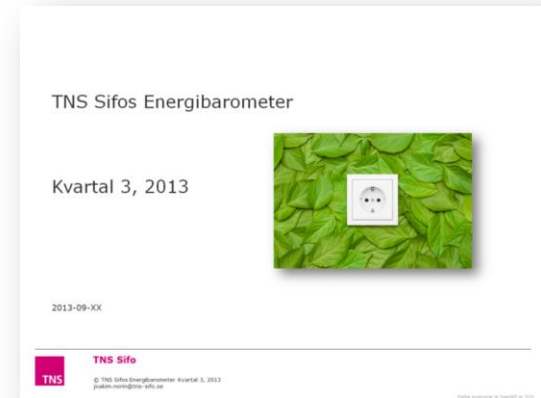 TNS Sifos Energibarometer
Kvartal 3, 2013
2013-09-XX
TNS
TNS Sifo
© TNS Sifos Energibarometer Kvartal 3, 2013
joakim.norin@tns-sifo.se